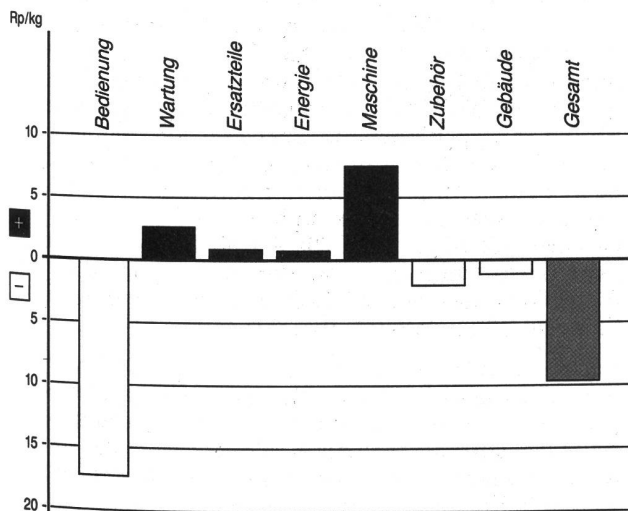 Rp/kg
Bedienung
Wartung
Ersatzteile
Energie
Maschine
Zubehör
Gebäude
Gesamt
10
5
+
0
−
5
10
15
20